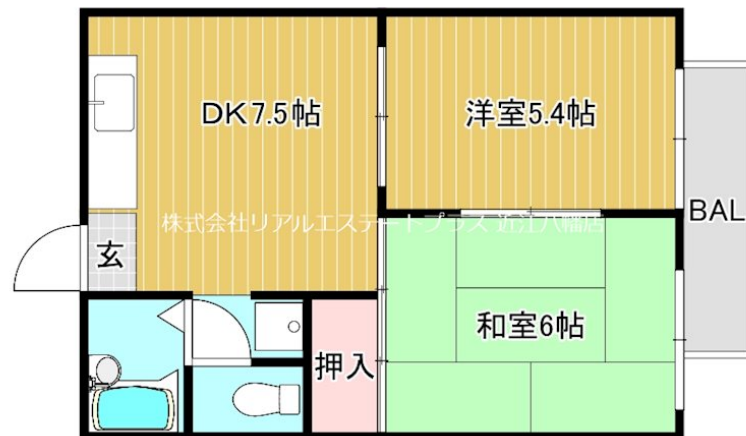 DK7.5帖
洋室5.4帖
株式会社リアルエステートプラス 近江八幡店
BAL
玄
和室6帖
押入